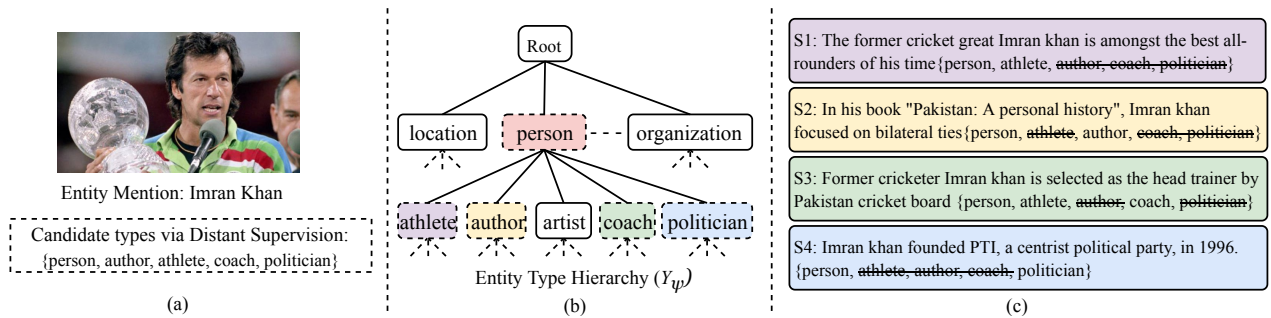 Entity Mention: Imran Khan
Candidate types via Distant Supervision:
{person, author, athlete, coach, politician}
(a)
Root
location
person
organization
athlete
author
artist
coach
politician
Entity Type Hierarchy (Yψ)
(b)
S1: The former cricket great Imran khan is amongst the best all-
rounders of his time{person, athlete, author, coach, politician}
S2: In his book "Pakistan: A personal history", Imran khan
focused on bilateral ties{person, athlete, author, coach, politician}
S3: Former cricketer Imran khan is selected as the head trainer by
Pakistan cricket board {person, athlete, author, coach, politician}
S4: Imran khan founded PTI, a centrist political party, in 1996.
{person, athlete, author, coach, politician}
(c)